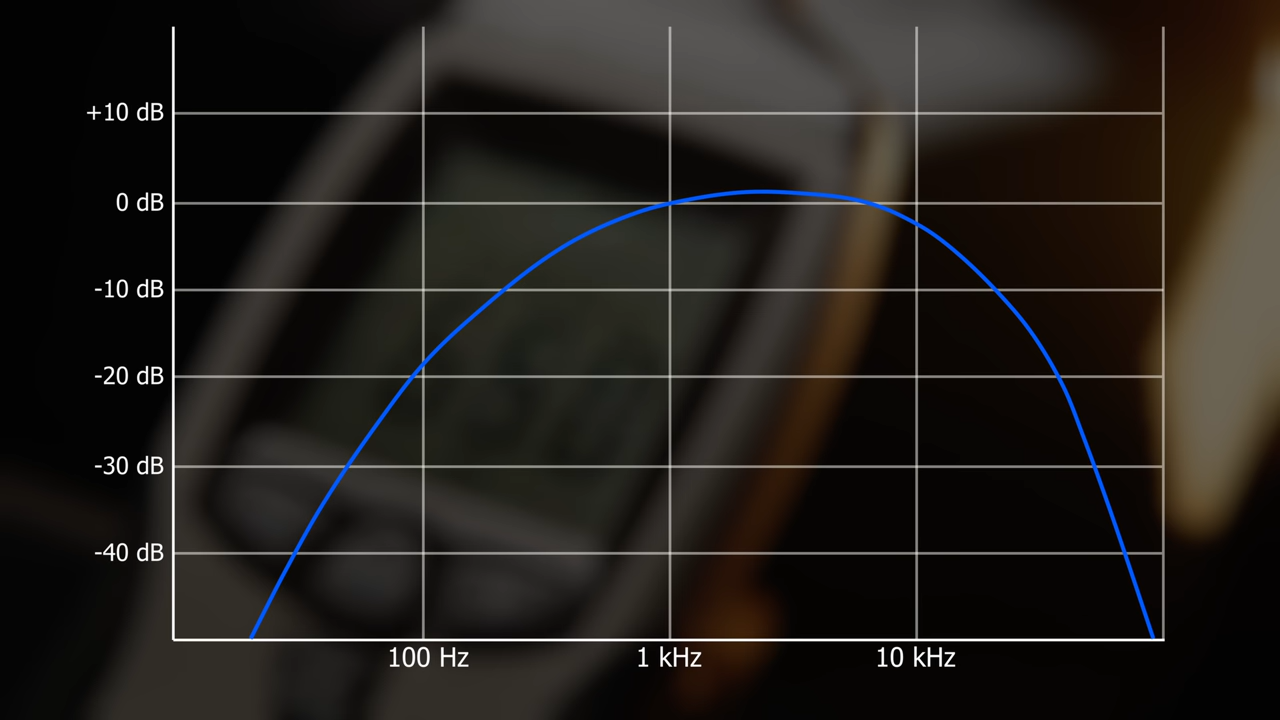 +10 dB
0 dB
-10 dB
-20 dB
-30 dB
-40 dB
100 Hz
1 kHz
10 kHz